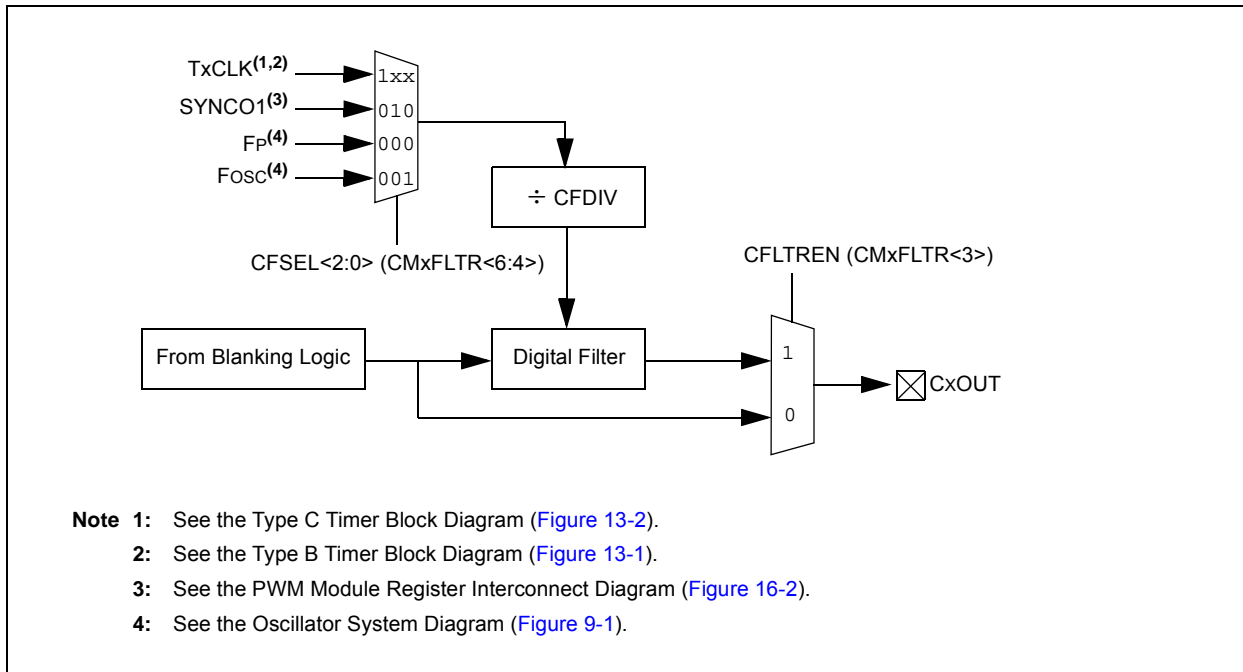 TxCLK(1,2)
SYNCO1(3)
FP(4)
FOSC(4)
1xx
010
000
001
÷ CFDIV
CFSEL<2:0> (CMxFLTR<6:4>)
CFLTREN (CMxFLTR<3>)
From Blanking Logic
Digital Filter
1
0
CxOUT
Note 1: See the Type C Timer Block Diagram (Figure 13-2).
2: See the Type B Timer Block Diagram (Figure 13-1).
3: See the PWM Module Register Interconnect Diagram (Figure 16-2).
4: See the Oscillator System Diagram (Figure 9-1).